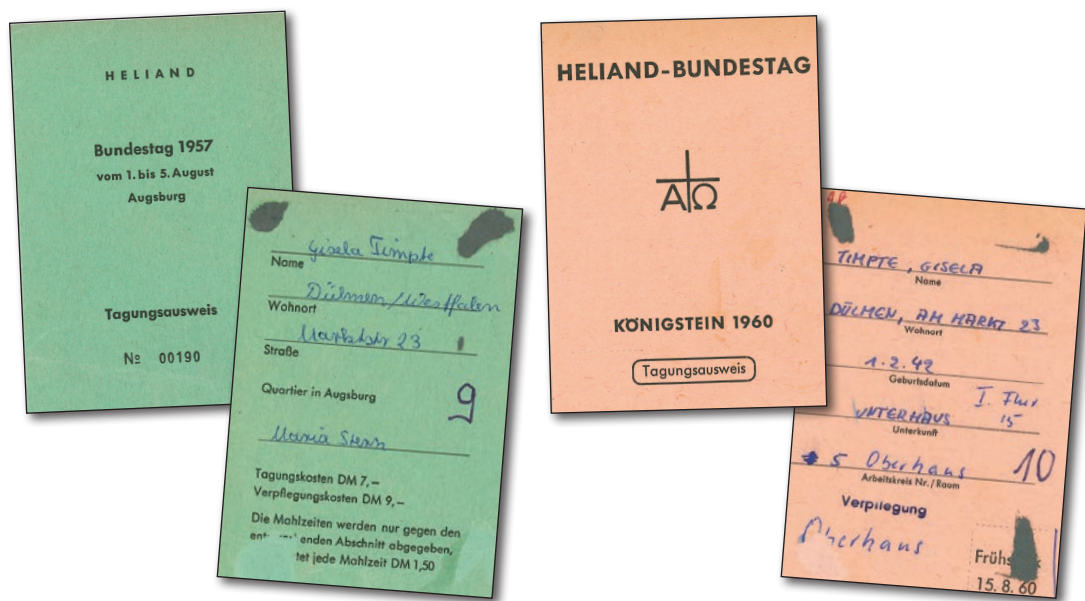 HELIAND
Bundestag 1957
vom 1. bis 5. August
Augsburg
Tagungsausweis
№ 00190
Gisela Timpte
Name
Dülmen/Westfalen
Wohnort
Marktstr 23
Straße
Quartier in Augsburg
9
Maria Stern
Tagungskosten DM 7,–
Verpflegungskosten DM 9,–
Die Mahlzeiten werden nur gegen den
enden Abschnitt abgegeben,
tet jede Mahlzeit DM 1,50
HELIAND-BUNDESTAG
Α Ω
KÖNIGSTEIN 1960
Tagungsausweis
TIMPTE, GISELA
Name
DÜLMEN, AM MARKT 23
Wohnort
1.2.42
Geburtsdatum
I. Flur
UNTERHAUS 15
Unterkunft
5 Oberhaus 10
Arbeitskreis Nr./Raum
Verpflegung
Oberhaus
Frühs k
15. 8. 60